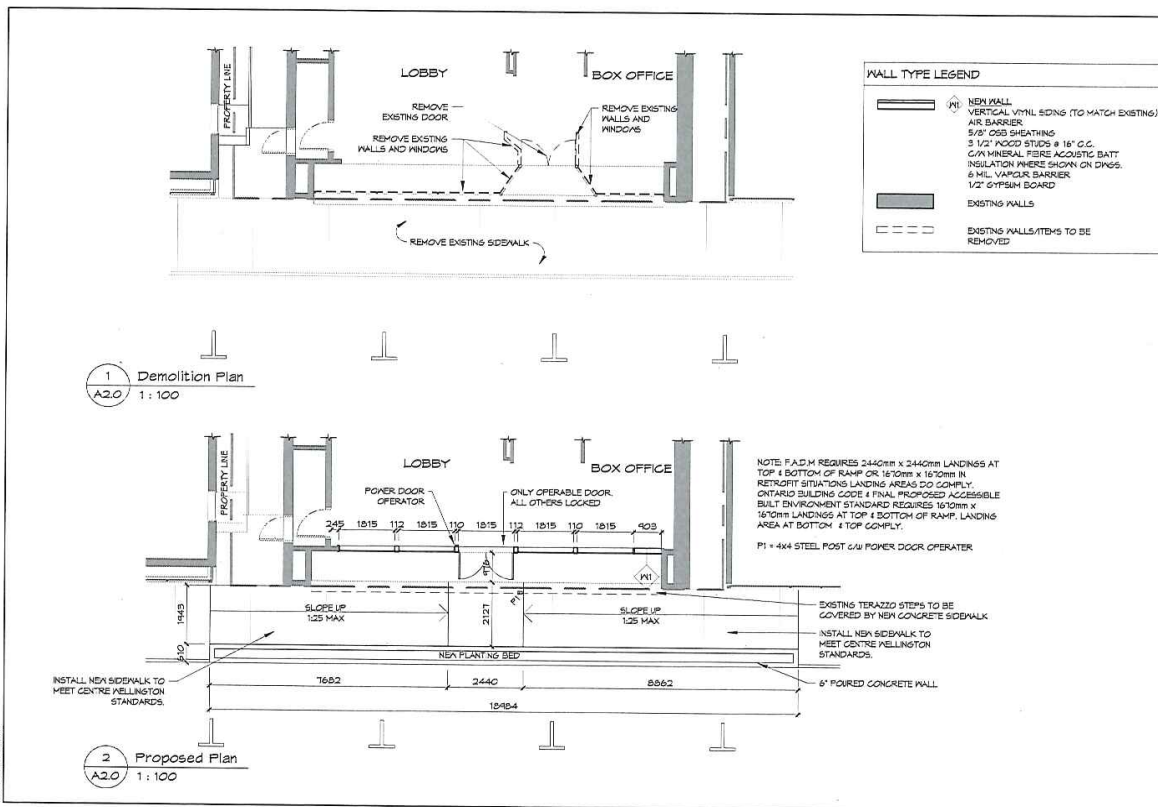 LOBBY
BOX OFFICE
PROPERTY LINE
REMOVE
EXISTING DOOR
REMOVE EXISTING
WALLS AND WINDOWS
REMOVE EXISTING
WALLS AND
WINDOWS
REMOVE EXISTING SIDEWALK
WALL TYPE LEGEND
W1
NEW WALL
VERTICAL VIYNL SIDING (TO MATCH EXISTING)
AIR BARRIER
5/8" OSB SHEATHING
3 1/2" WOOD STUDS @ 16" O.C.
C/W MINERAL FIBRE ACOUSTIC BATT
INSULATION WHERE SHOWN ON DWGS.
6 MIL. VAPOUR BARRIER
1/2" GYPSUM BOARD
EXISTING WALLS
EXISTING WALLS/ITEMS TO BE
REMOVED
1
A2.0
Demolition Plan
1 : 100
LOBBY
BOX OFFICE
PROPERTY LINE
POWER DOOR
OPERATOR
ONLY OPERABLE DOOR.
ALL OTHERS LOCKED
245 1815 112 1815 110 1815 112 1815 110 1815 903
W1
P1
2127
1943
610
SLOPE UP
1:25 MAX
SLOPE UP
1:25 MAX
NEW PLANTING BED
7682 2440 8862
18984
INSTALL NEW SIDEWALK TO
MEET CENTRE WELLINGTON
STANDARDS.
NOTE: F.A.D.M REQUIRES 2440mm x 2440mm LANDINGS AT
TOP & BOTTOM OF RAMP OR 1670mm x 1670mm IN
RETROFIT SITUATIONS LANDING AREAS DO COMPLY.
ONTARIO BUILDING CODE & FINAL PROPOSED ACCESSIBLE
BUILT ENVIRONMENT STANDARD REQUIRES 1670mm x
1670mm LANDINGS AT TOP & BOTTOM OF RAMP. LANDING
AREA AT BOTTOM & TOP COMPLY.
P1 = 4x4 STEEL POST C/W POWER DOOR OPERATER
EXISTING TERAZZO STEPS TO BE
COVERED BY NEW CONCRETE SIDEWALK
INSTALL NEW SIDEWALK TO
MEET CENTRE WELLINGTON
STANDARDS.
6" POURED CONCRETE WALL
2
A2.0
Proposed Plan
1 : 100